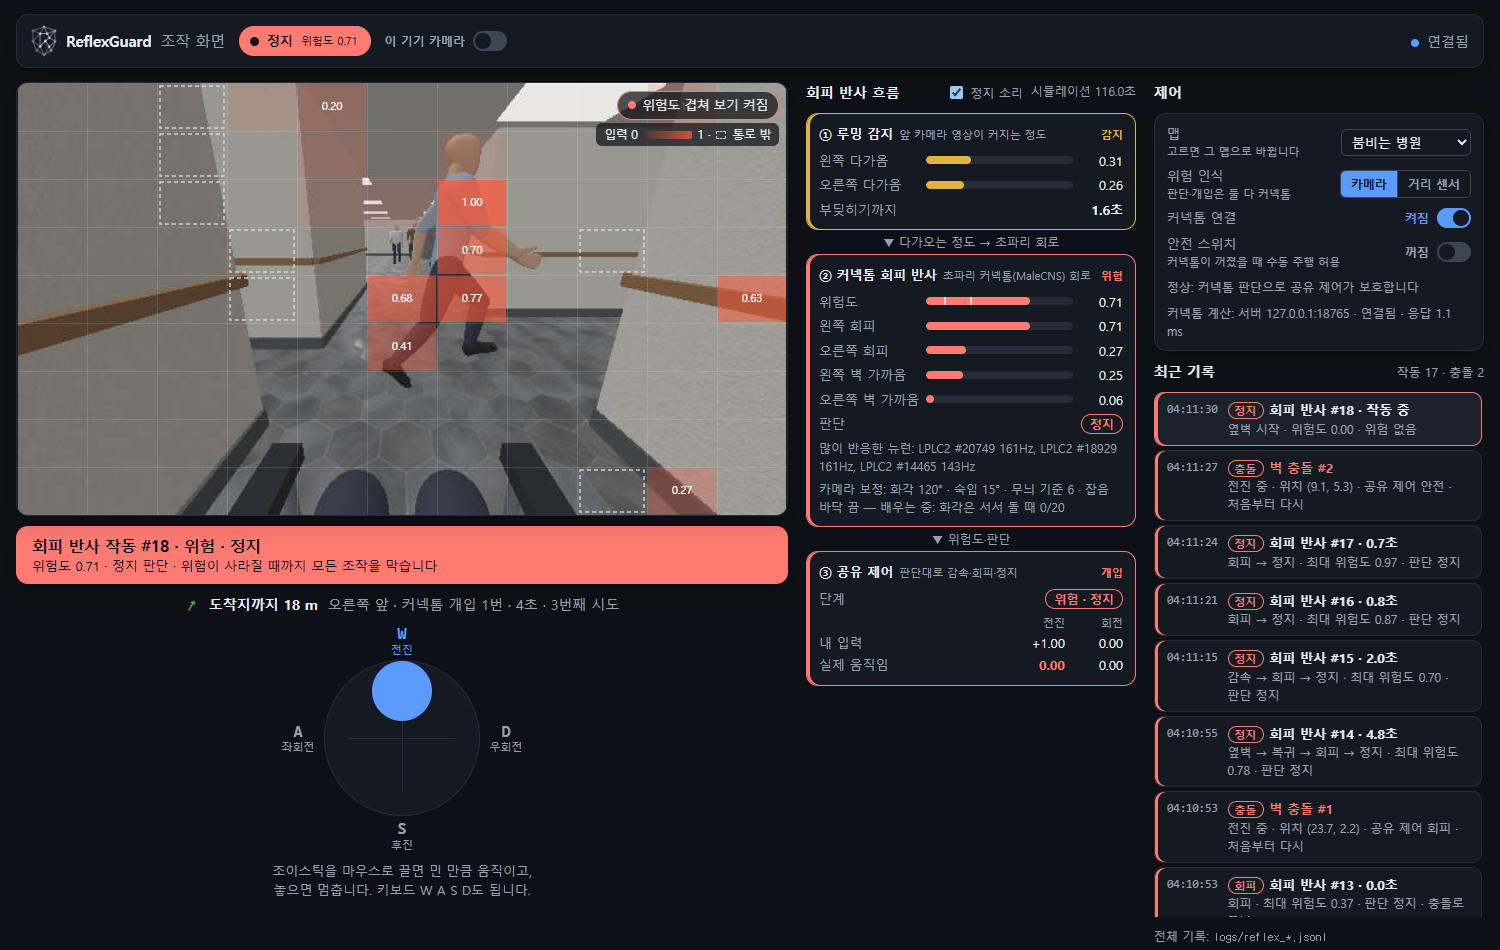 ReflexGuard 조작 화면
정지 위험도 0.71
이 기기 카메라
연결됨
0.20
위험도 겹쳐 보기 켜짐
입력 0 1 · 통로 밖
1.00
0.70
0.68
0.77
0.63
0.41
0.27
회피 반사 작동 #18 · 위험 · 정지
위험도 0.71 · 정지 판단 · 위험이 사라질 때까지 모든 조작을 막습니다
↗ 도착지까지 18 m 오른쪽 앞 · 커넥톰 개입 1번 · 4초 · 3번째 시도
W
전진
A
좌회전
D
우회전
S
후진
조이스틱을 마우스로 끌면 민 만큼 움직이고,
놓으면 멈춥니다. 키보드 W A S D도 됩니다.
회피 반사 흐름
정지 소리 시뮬레이션 116.0초
① 루밍 감지 앞 카메라 영상이 커지는 정도 감지
왼쪽 다가옴 0.31
오른쪽 다가옴 0.26
부딪히기까지 1.6초
▼ 다가오는 정도 → 초파리 회로
② 커넥톰 회피 반사 초파리 커넥톰(MaleCNS) 회로 위험
위험도 0.71
왼쪽 회피 0.71
오른쪽 회피 0.27
왼쪽 벽 가까움 0.25
오른쪽 벽 가까움 0.06
판단 정지
많이 반응한 뉴런: LPLC2 #20749 161Hz, LPLC2 #18929
161Hz, LPLC2 #14465 143Hz
카메라 보정: 화각 120° · 숙임 15° · 무늬 기준 6 · 잡음
바닥 끔 — 배우는 중: 화각은 서서 돌 때 0/20
▼ 위험도·판단
③ 공유 제어 판단대로 감속·회피·정지 개입
단계 위험 · 정지
전진 회전
내 입력 +1.00 0.00
실제 움직임 0.00 0.00
제어
맵
고르면 그 맵으로 바뀝니다
붐비는 병원
위험 인식
판단·개입은 둘 다 커넥톰
카메라 거리 센서
커넥톰 연결 켜짐
안전 스위치
커넥톰이 꺼졌을 때 수동 주행 허용
꺼짐
정상: 커넥톰 판단으로 공유 제어가 보호합니다
커넥톰 계산: 서버 127.0.0.1:18765 · 연결됨 · 응답 1.1
ms
최근 기록 작동 17 · 충돌 2
04:11:30 정지 회피 반사 #18 · 작동 중
옆벽 시작 · 위험도 0.00 · 위험 없음
04:11:27 충돌 벽 충돌 #2
전진 중 · 위치 (9.1, 5.3) · 공유 제어 안전 ·
처음부터 다시
04:11:24 정지 회피 반사 #17 · 0.7초
회피 → 정지 · 최대 위험도 0.97 · 판단 정지
04:11:21 정지 회피 반사 #16 · 0.8초
회피 → 정지 · 최대 위험도 0.87 · 판단 정지
04:11:15 정지 회피 반사 #15 · 2.0초
감속 → 회피 → 정지 · 최대 위험도 0.70 ·
판단 정지
04:10:55 정지 회피 반사 #14 · 4.8초
옆벽 → 복귀 → 회피 → 정지 · 최대 위험도
0.78 · 판단 정지
04:10:53 충돌 벽 충돌 #1
전진 중 · 위치 (23.7, 2.2) · 공유 제어 회피 ·
처음부터 다시
04:10:53 회피 회피 반사 #13 · 0.0초
회피 · 최대 위험도 0.37 · 판단 정지 · 충돌로
전체 기록: logs/reflex_*.jsonl